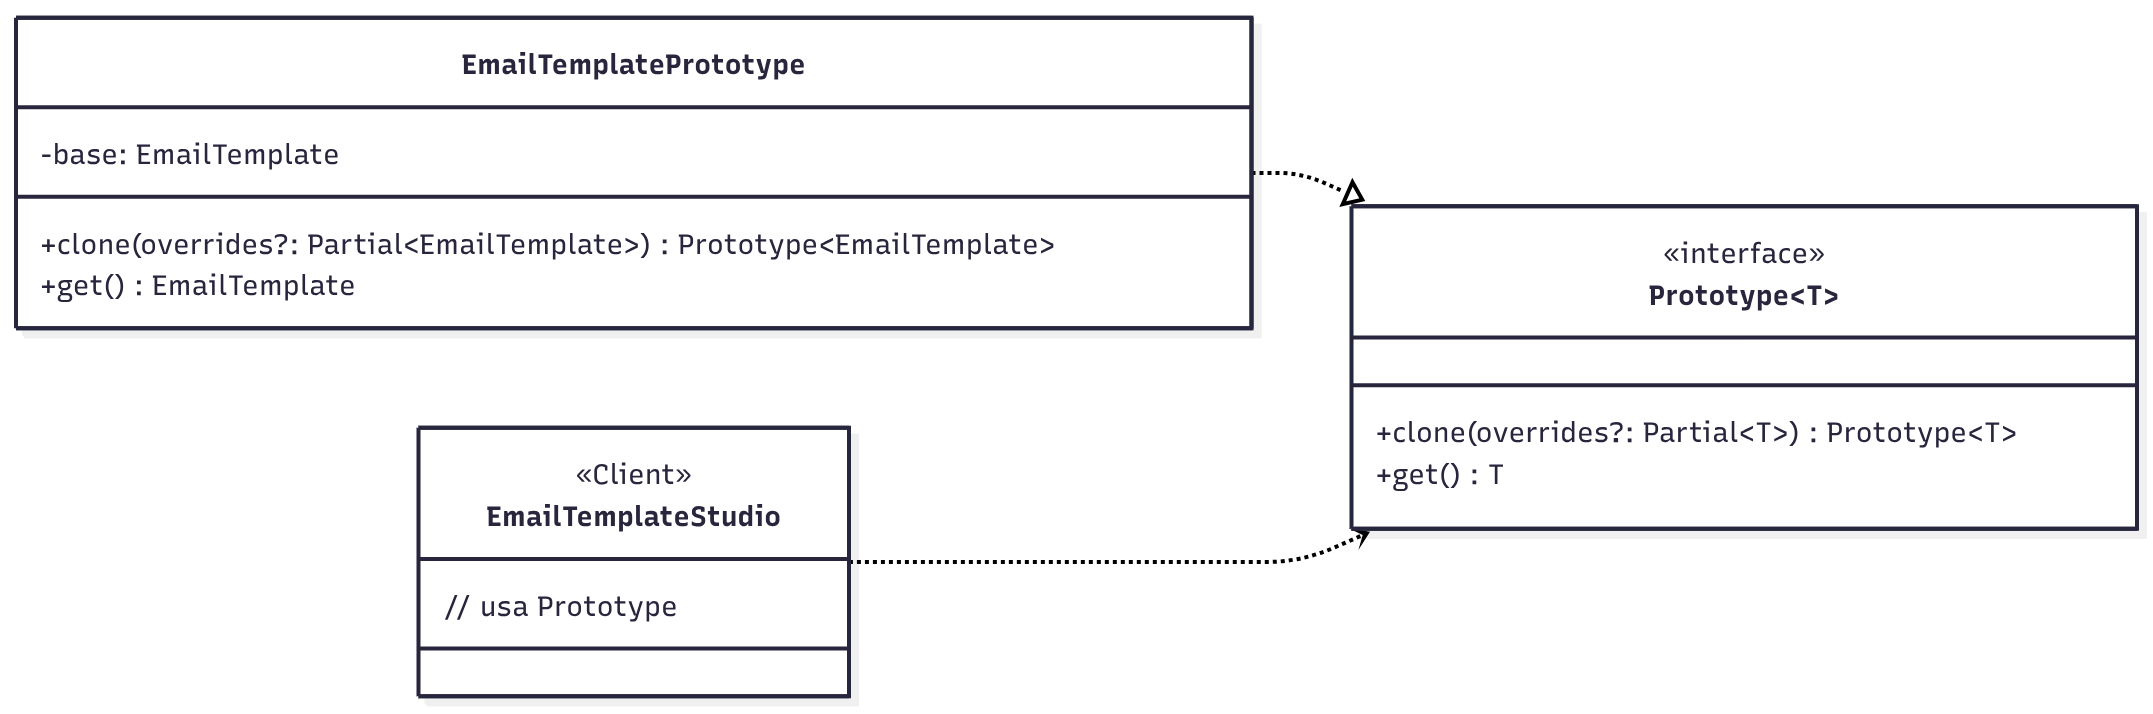 EmailTemplatePrototype
-base: EmailTemplate
+clone(overrides?: Partial<EmailTemplate>) : Prototype<EmailTemplate>
+get() : EmailTemplate
«interface»
Prototype<T>
+clone(overrides?: Partial<T>) : Prototype<T>
+get() : T
«Client»
EmailTemplateStudio
// usa Prototype